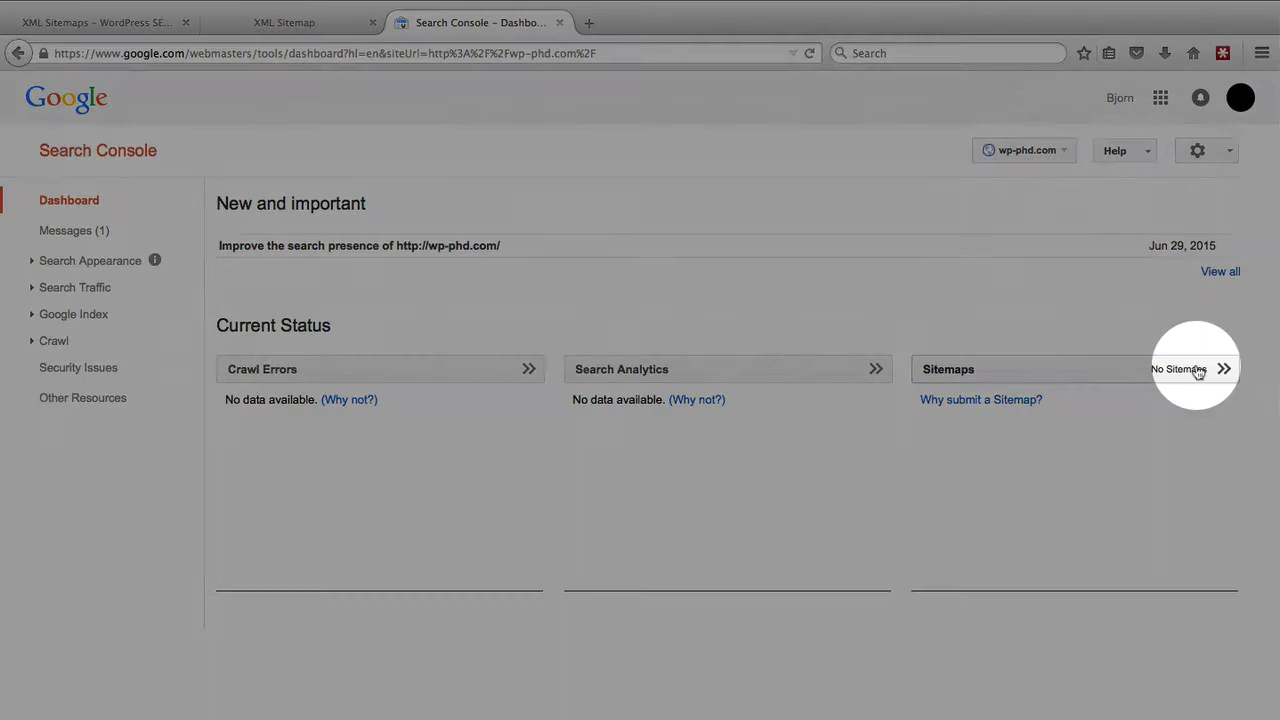 XML Sitemaps – WordPress SE...
XML Sitemap
Search Console – Dashbo...
https://www.google.com/webmasters/tools/dashboard?hl=en&siteUrl=http%3A%2F%2Fwp-phd.com%2F
Search
Google
Bjorn
Search Console
wp-phd.com
Help
Dashboard
Messages (1)
Search Appearance
Search Traffic
Google Index
Crawl
Security Issues
Other Resources
New and important
Improve the search presence of http://wp-phd.com/
Jun 29, 2015
View all
Current Status
Crawl Errors
No data available. (Why not?)
Search Analytics
No data available. (Why not?)
Sitemaps
No Sitemaps
Why submit a Sitemap?